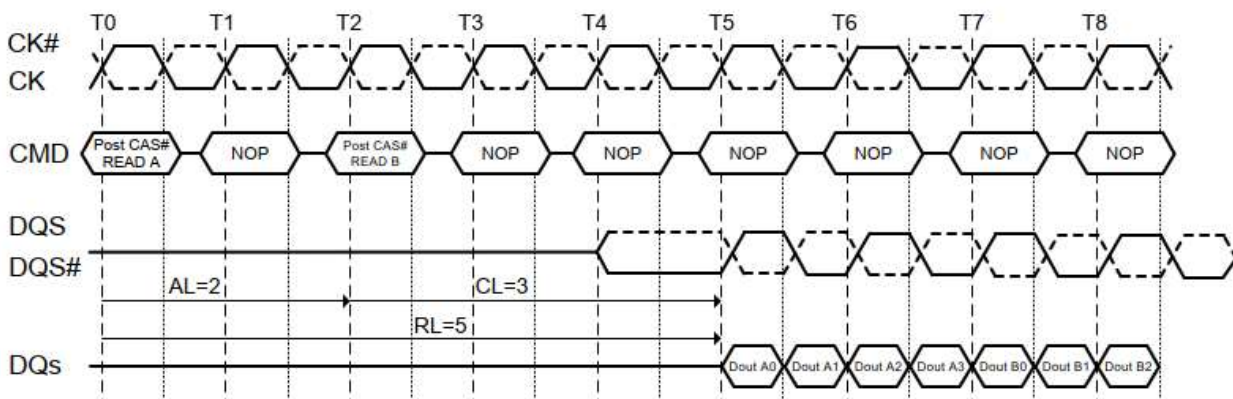 T0 T1 T2 T3 T4 T5 T6 T7 T8
CK#
CK
CMD Post CAS# READ A NOP Post CAS# READ B NOP NOP NOP NOP NOP NOP
DQS
DQS#
AL=2 CL=3
RL=5
DQs Dout A0 Dout A1 Dout A2 Dout A3 Dout B0 Dout B1 Dout B2